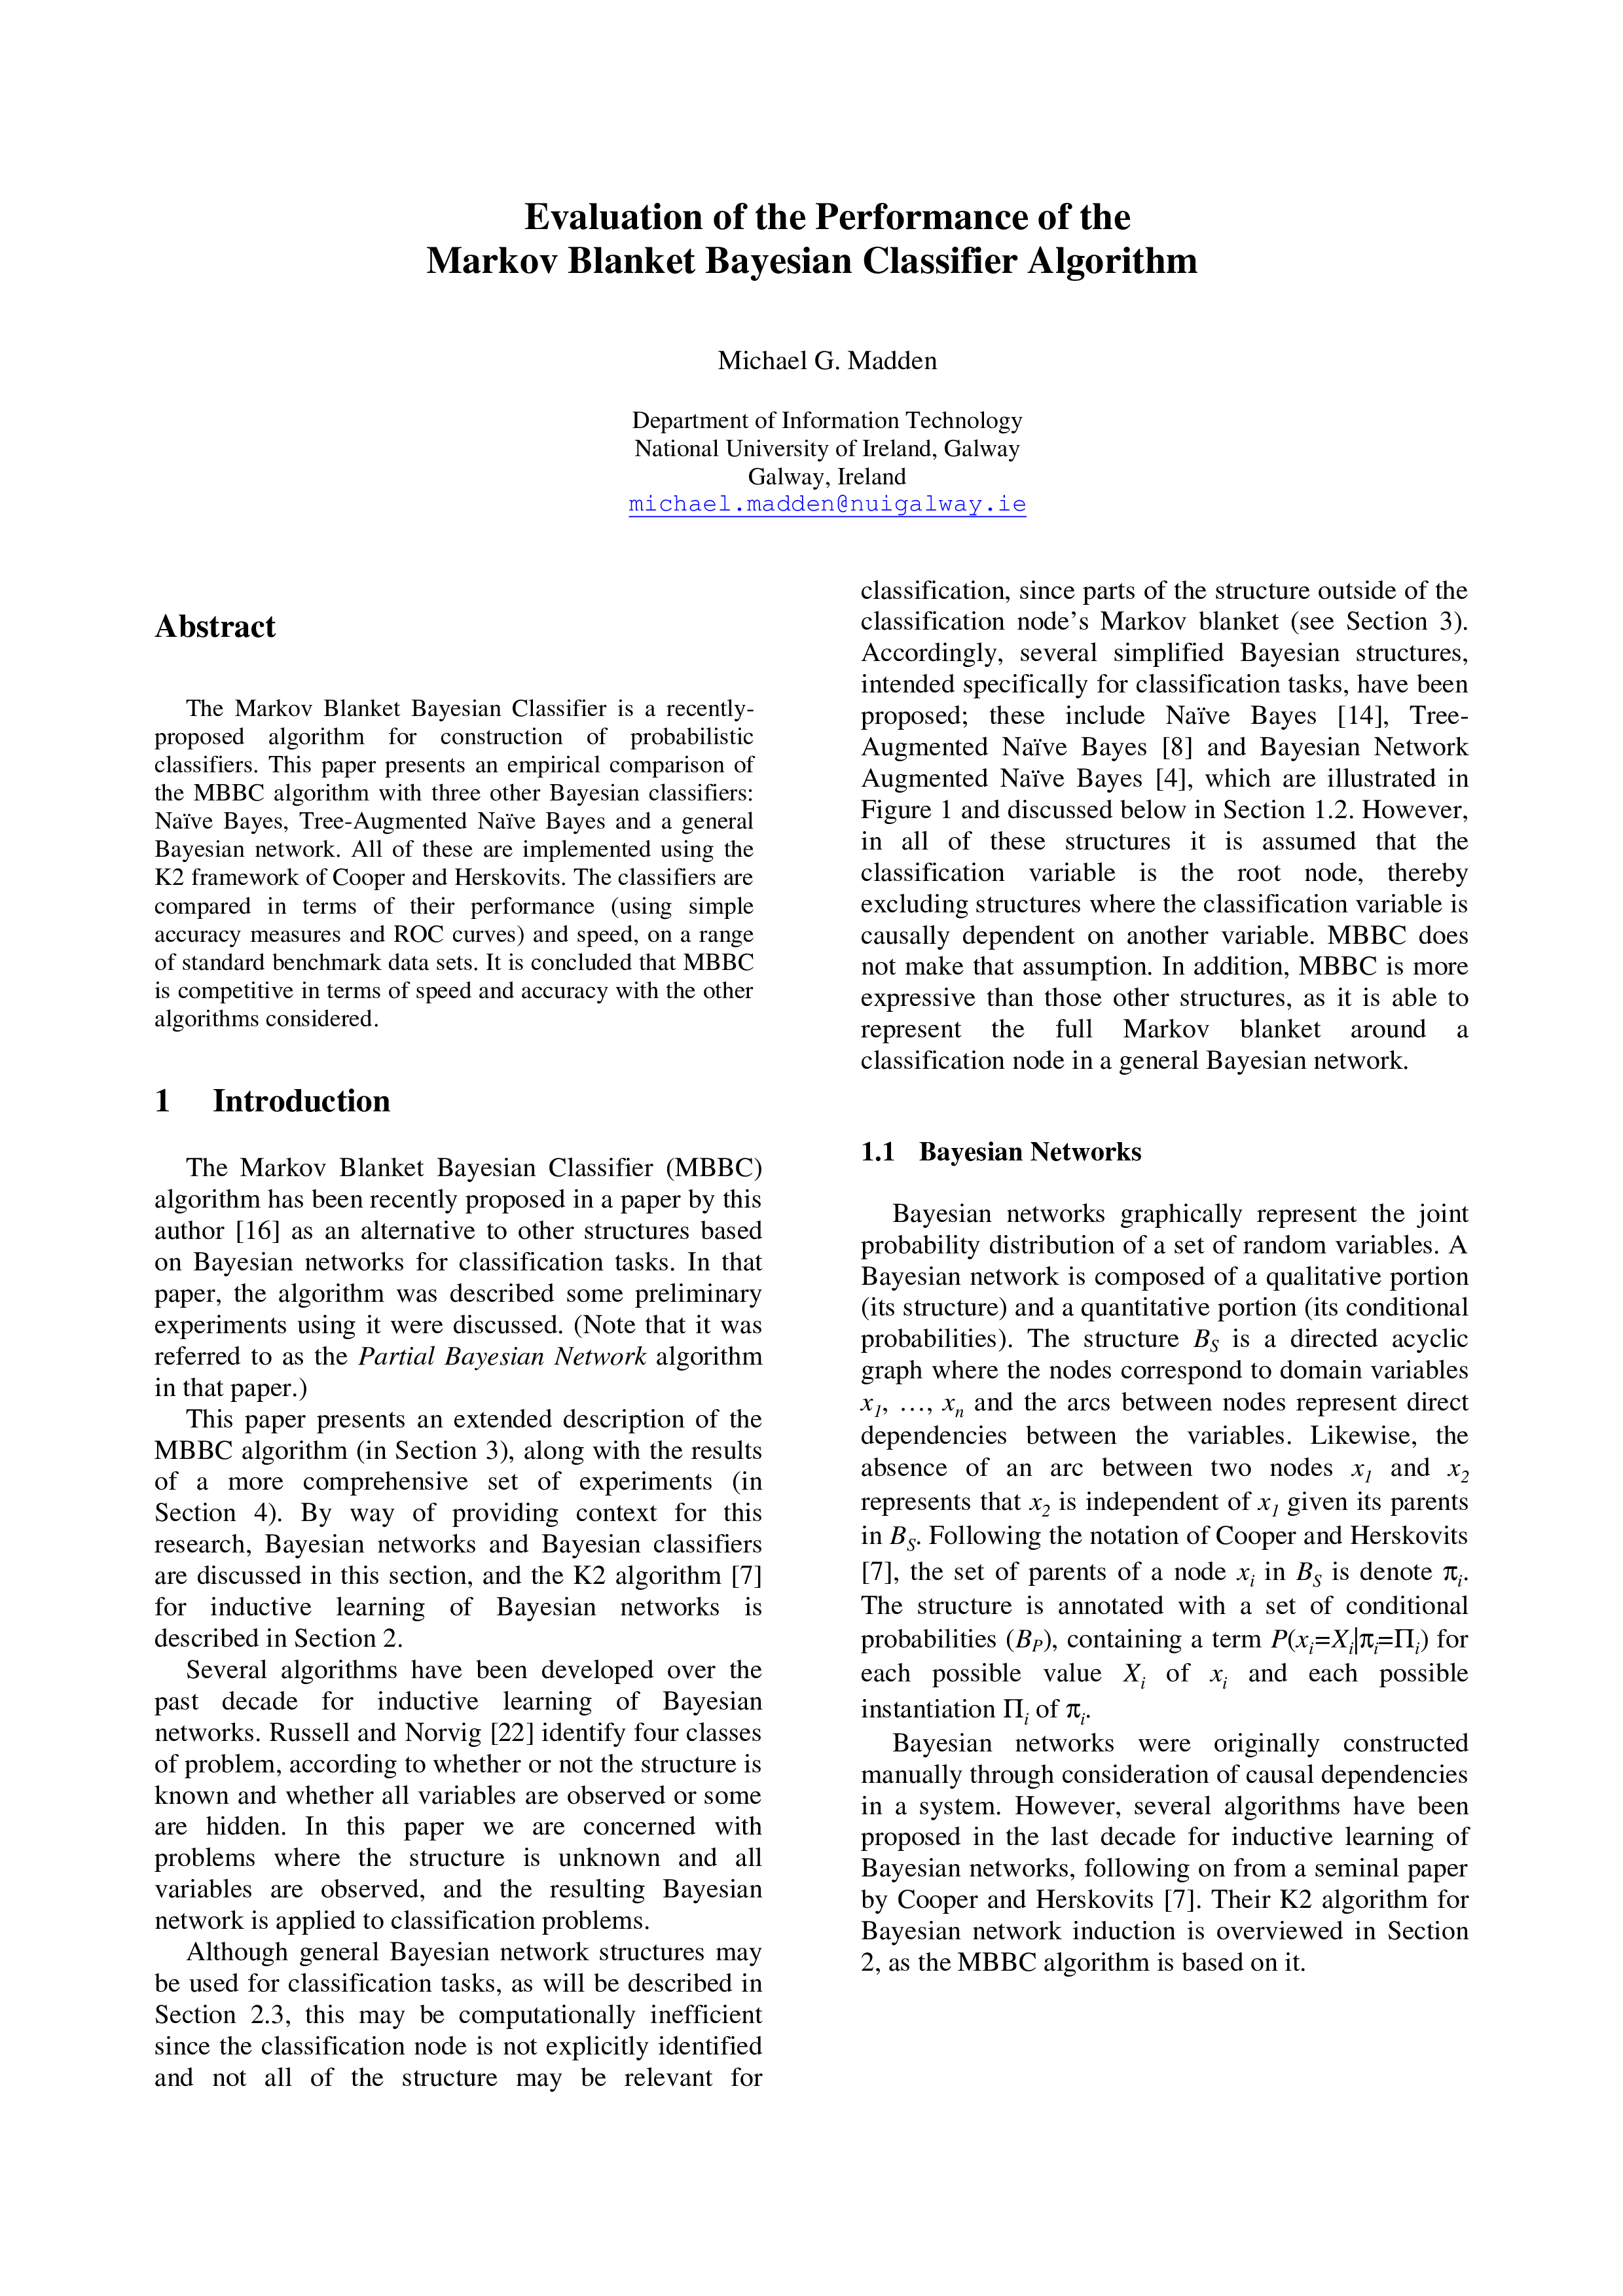 Evaluation of the Performance of the
Markov Blanket Bayesian Classifier Algorithm
Michael G. Madden
Department of Information Technology
National University of Ireland, Galway
Galway, Ireland
michael.madden@nuigalway.ie
Abstract
The Markov Blanket Bayesian Classifier is a recently-
proposed algorithm for construction of probabilistic
classifiers. This paper presents an empirical comparison of
the MBBC algorithm with three other Bayesian classifiers:
Naïve Bayes, Tree-Augmented Naïve Bayes and a general
Bayesian network. All of these are implemented using the
K2 framework of Cooper and Herskovits. The classifiers are
compared in terms of their performance (using simple
accuracy measures and ROC curves) and speed, on a range
of standard benchmark data sets. It is concluded that MBBC
is competitive in terms of speed and accuracy with the other
algorithms considered.
1 Introduction
The Markov Blanket Bayesian Classifier (MBBC)
algorithm has been recently proposed in a paper by this
author [16] as an alternative to other structures based
on Bayesian networks for classification tasks. In that
paper, the algorithm was described some preliminary
experiments using it were discussed. (Note that it was
referred to as the Partial Bayesian Network algorithm
in that paper.)
This paper presents an extended description of the
MBBC algorithm (in Section 3), along with the results
of a more comprehensive set of experiments (in
Section 4). By way of providing context for this
research, Bayesian networks and Bayesian classifiers
are discussed in this section, and the K2 algorithm [7]
for inductive learning of Bayesian networks is
described in Section 2.
Several algorithms have been developed over the
past decade for inductive learning of Bayesian
networks. Russell and Norvig [22] identify four classes
of problem, according to whether or not the structure is
known and whether all variables are observed or some
are hidden. In this paper we are concerned with
problems where the structure is unknown and all
variables are observed, and the resulting Bayesian
network is applied to classification problems.
Although general Bayesian network structures may
be used for classification tasks, as will be described in
Section 2.3, this may be computationally inefficient
since the classification node is not explicitly identified
and not all of the structure may be relevant for
classification, since parts of the structure outside of the
classification node's Markov blanket (see Section 3).
Accordingly, several simplified Bayesian structures,
intended specifically for classification tasks, have been
proposed; these include Naïve Bayes [14], Tree-
Augmented Naïve Bayes [8] and Bayesian Network
Augmented Naïve Bayes [4], which are illustrated in
Figure 1 and discussed below in Section 1.2. However,
in all of these structures it is assumed that the
classification variable is the root node, thereby
excluding structures where the classification variable is
causally dependent on another variable. MBBC does
not make that assumption. In addition, MBBC is more
expressive than those other structures, as it is able to
represent the full Markov blanket around a
classification node in a general Bayesian network.
1.1 Bayesian Networks
Bayesian networks graphically represent the joint
probability distribution of a set of random variables. A
Bayesian network is composed of a qualitative portion
(its structure) and a quantitative portion (its conditional
probabilities). The structure B_S is a directed acyclic
graph where the nodes correspond to domain variables
x_1, …, x_n and the arcs between nodes represent direct
dependencies between the variables. Likewise, the
absence of an arc between two nodes x_1 and x_2
represents that x_2 is independent of x_1 given its parents
in B_S. Following the notation of Cooper and Herskovits
[7], the set of parents of a node x_i in B_S is denote π_i.
The structure is annotated with a set of conditional
probabilities (B_P), containing a term P(x_i=X_i|π_i=Π_i) for
each possible value X_i of x_i and each possible
instantiation Π_i of π_i.
Bayesian networks were originally constructed
manually through consideration of causal dependencies
in a system. However, several algorithms have been
proposed in the last decade for inductive learning of
Bayesian networks, following on from a seminal paper
by Cooper and Herskovits [7]. Their K2 algorithm for
Bayesian network induction is overviewed in Section
2, as the MBBC algorithm is based on it.